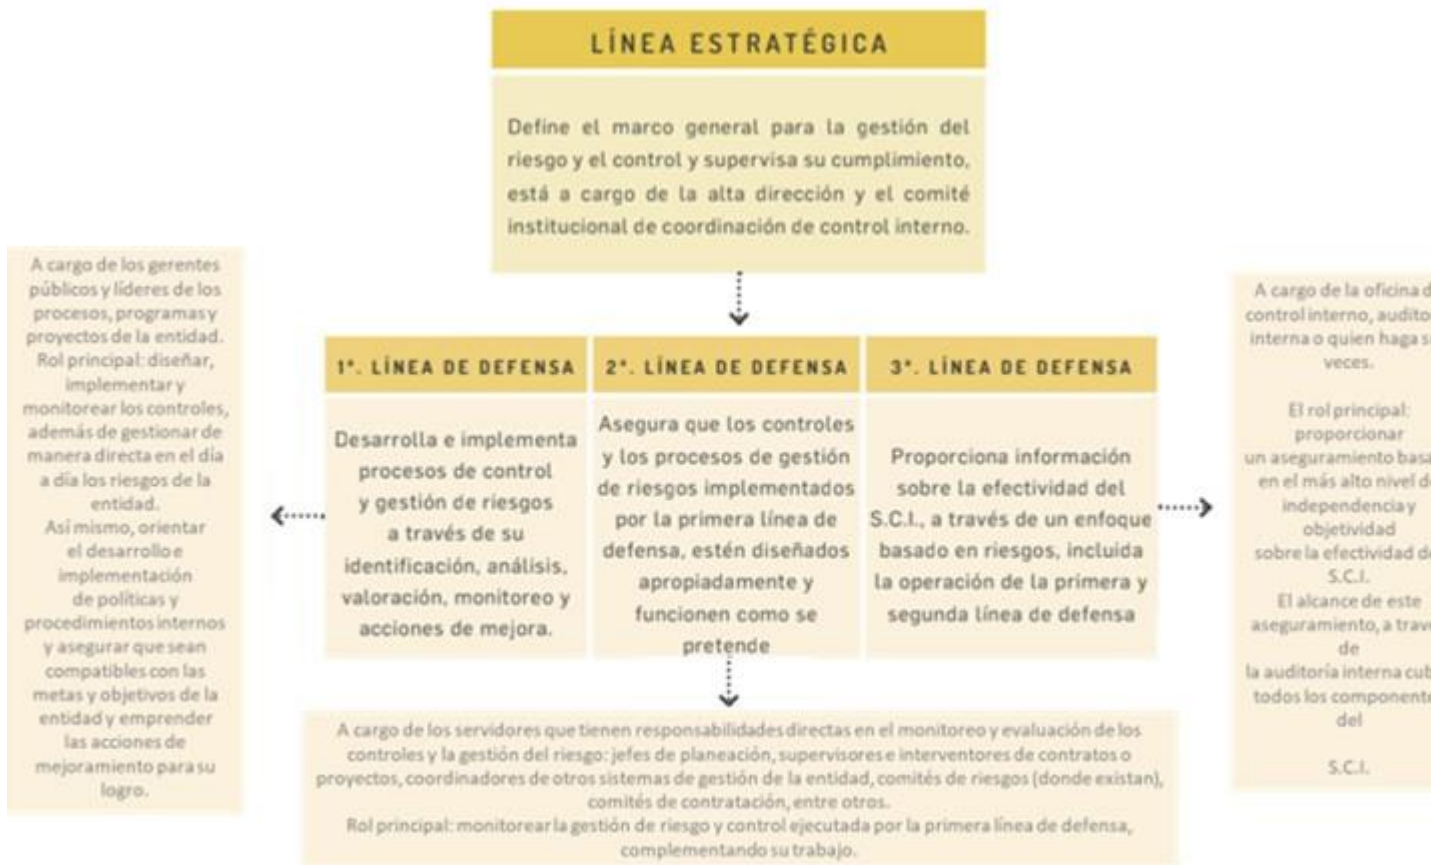 LÍNEA ESTRATÉGICA
Define el marco general para la gestión del
riesgo y el control y supervisa su cumplimiento,
está a cargo de la alta dirección y el comité
institucional de coordinación de control interno.
A cargo de los gerentes
públicos y líderes de los
procesos, programas y
proyectos de la entidad.
Rol principal: diseñar,
implementar y
monitorear los controles,
además de gestionar de
manera directa en el día
a día los riesgos de la
entidad.
Así mismo, orientar
el desarrollo e
implementación
de políticas y
procedimientos internos
y asegurar que sean
compatibles con las
metas y objetivos de la
entidad y emprender
las acciones de
mejoramiento para su
logro.
1ª. LÍNEA DE DEFENSA
Desarrolla e implementa
procesos de control
y gestión de riesgos
a través de su
identificación, análisis,
valoración, monitoreo y
acciones de mejora.
2ª. LÍNEA DE DEFENSA
Asegura que los controles
y los procesos de gestión
de riesgos implementados
por la primera línea de
defensa, estén diseñados
apropiadamente y
funcionen como se
pretende
3ª. LÍNEA DE DEFENSA
Proporciona información
sobre la efectividad del
S.C.I., a través de un enfoque
basado en riesgos, incluida
la operación de la primera y
segunda línea de defensa
A cargo de la oficina
control interno,
interna o quien haga
veces.
El rol principal:
proporcionar
un aseguramiento
en el más alto nivel
independencia y
objetividad
sobre la efectividad
S.C.I.
El alcance de este
aseguramiento, a
de
la auditoría interna
todos los
del
S.C.I.
A cargo de los servidores que tienen responsabilidades directas en el monitoreo y evaluación de los
controles y la gestión del riesgo: jefes de planeación, supervisores e interventores de contratos o
proyectos, coordinadores de otros sistemas de gestión de la entidad, comités de riesgos (donde existan),
comités de contratación, entre otros.
Rol principal: monitorear la gestión de riesgo y control ejecutada por la primera línea de defensa,
complementando su trabajo.